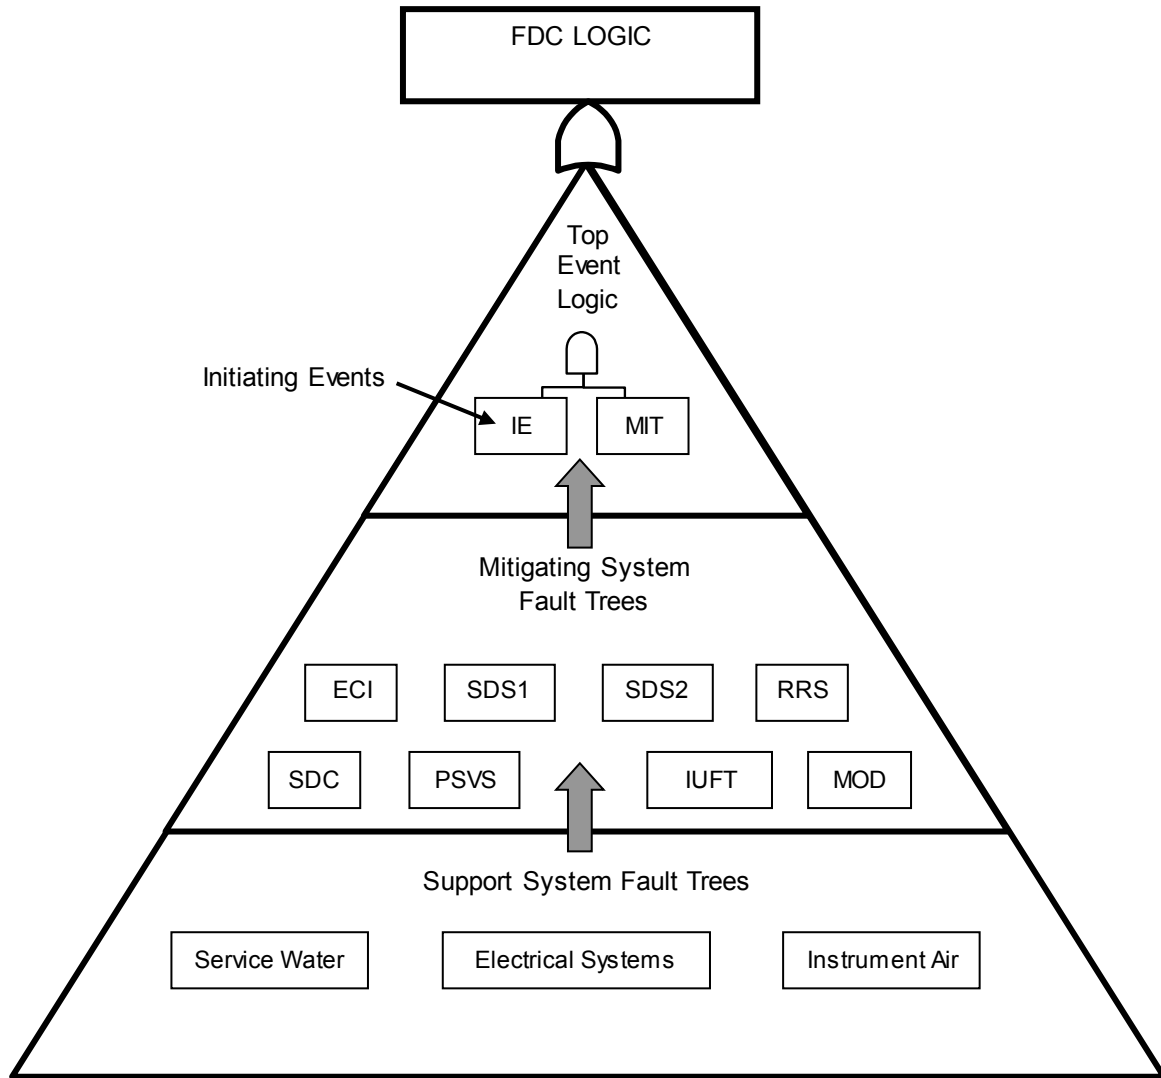 FDC LOGIC
Top
Event
Logic
Initiating Events
IE
MIT
Mitigating System
Fault Trees
ECI
SDS1
SDS2
RRS
SDC
PSVS
IUFT
MOD
Support System Fault Trees
Service Water
Electrical Systems
Instrument Air